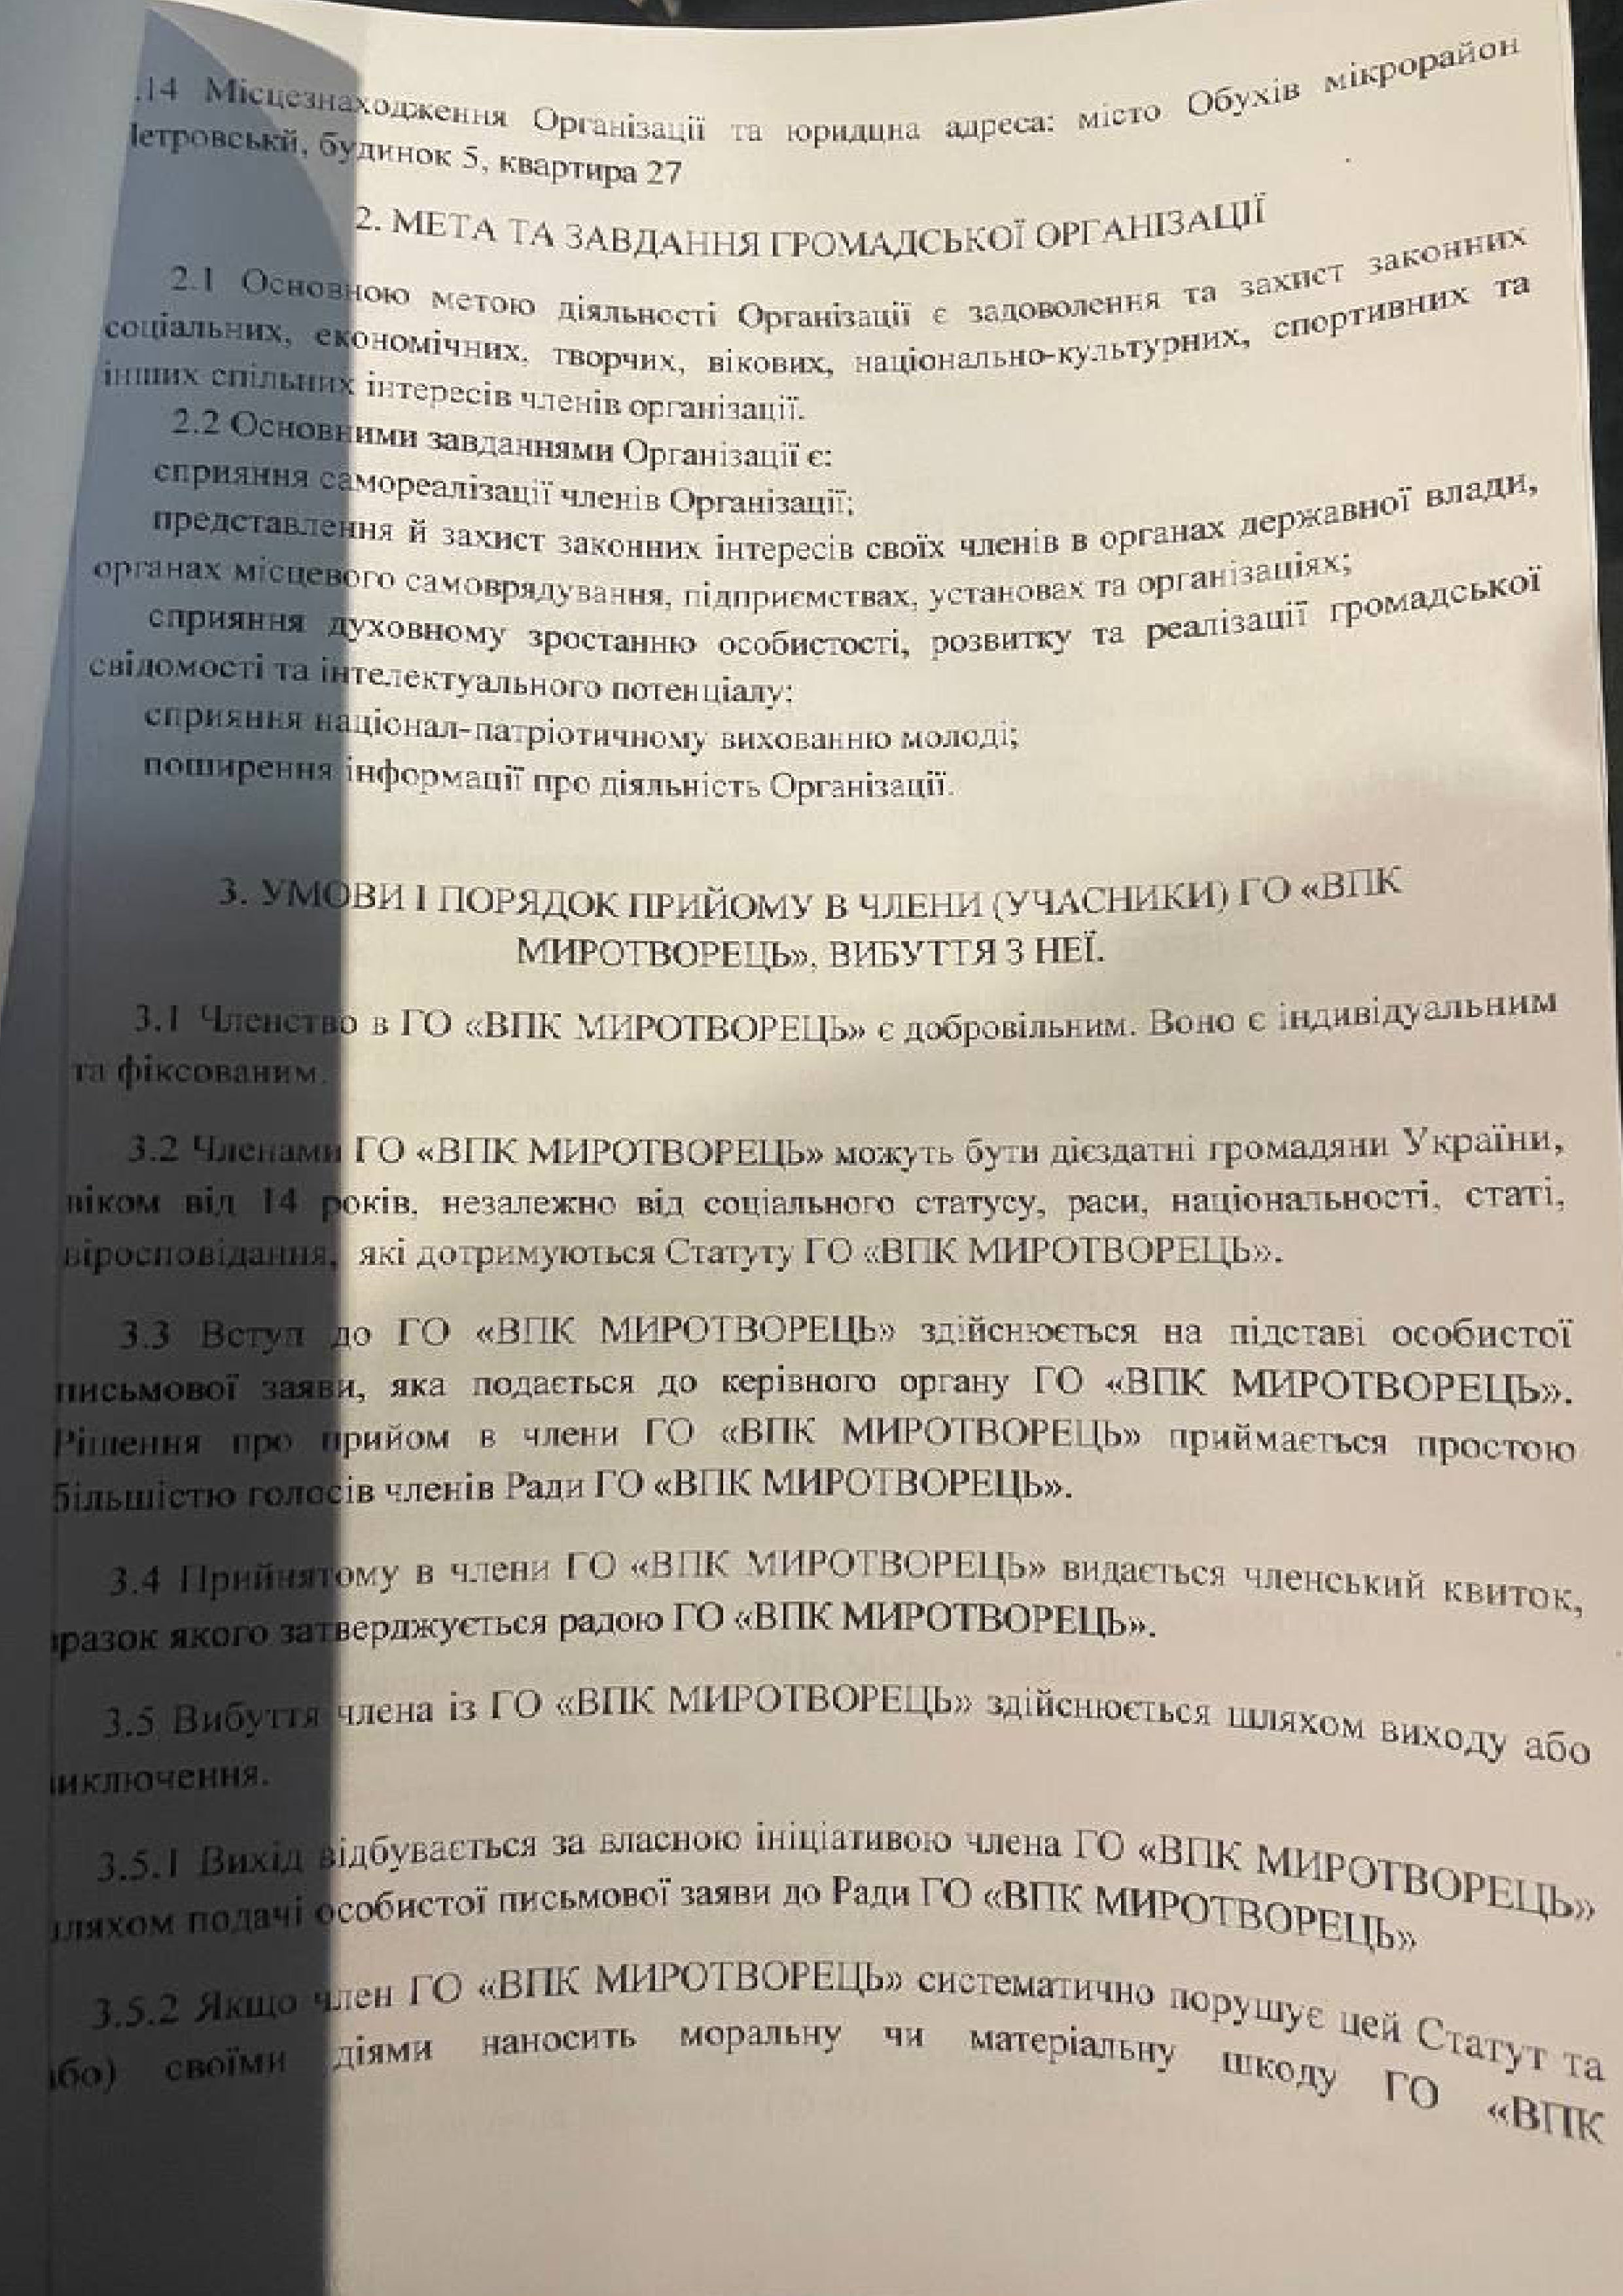 .14 Місцезнаходження Організації та юридцна адреса: місто Обухів мікрорайон
Іетровськй, будинок 5, квартира 27
2. МЕТА ТА ЗАВДАННЯ ГРОМАДСЬКОЇ ОРГАНІЗАЦІЇ
2.1 Основною метою діяльності Організації є задоволення та захист законних
соціальних, економічних, творчих, вікових, національно-культурних, спортивних та
інших спільних інтересів членів організації.
2.2 Основними завданнями Організації є:
сприяння самореалізації членів Організації;
представлення й захист законних інтересів своїх членів в органах державної влади,
органах місцевого самоврядування, підприємствах, установах та організаціях;
сприяння духовному зростанню особистості, розвитку та реалізації громадської
свідомості та інтелектуального потенціалу;
сприяння націонал-патріотичному вихованню молоді;
поширення інформації про діяльність Організації.
3. УМОВИ І ПОРЯДОК ПРИЙОМУ В ЧЛЕНИ (УЧАСНИКИ) ГО «ВПК
МИРОТВОРЕЦЬ», ВИБУТТЯ З НЕЇ.
3.1 Членство в ГО «ВПК МИРОТВОРЕЦЬ» є добровільним. Воно є індивідуальним
та фіксованим.
3.2 Членами ГО «ВПК МИРОТВОРЕЦЬ» можуть бути дієздатні громадяни України,
віком від 14 років, незалежно від соціального статусу, раси, національності, статі,
віросповідання, які дотримуються Статуту ГО «ВПК МИРОТВОРЕЦЬ».
3.3 Вступ до ГО «ВПК МИРОТВОРЕЦЬ» здійснюється на підставі особистої
письмової заяви, яка подається до керівного органу ГО «ВПК МИРОТВОРЕЦЬ».
Рішення про прийом в члени ГО «ВПК МИРОТВОРЕЦЬ» приймається простою
більшістю голосів членів Ради ГО «ВПК МИРОТВОРЕЦЬ».
3.4 Прийнятому в члени ГО «ВПК МИРОТВОРЕЦЬ» видається членський квиток,
зразок якого затверджується радою ГО «ВПК МИРОТВОРЕЦЬ».
3.5 Вибуття члена із ГО «ВПК МИРОТВОРЕЦЬ» здійснюється шляхом виходу або
иключення.
3.5.1 Вихід відбувається за власною ініціативою члена ГО «ВПК МИРОТВОРЕЦЬ»
шляхом подачі особистої письмової заяви до Ради ГО «ВПК МИРОТВОРЕЦЬ»
3.5.2 Якщо член ГО «ВПК МИРОТВОРЕЦЬ» систематично порушує цей Статут та
або) своїми діями наносить моральну чи матеріальну шкоду ГО «ВПК